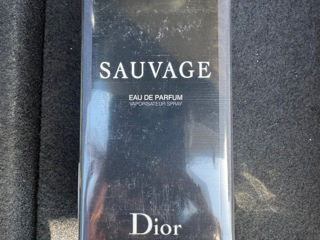 SAUVAGE
EAU DE PARFUM
VAPORISATEUR SPRAY
Dior